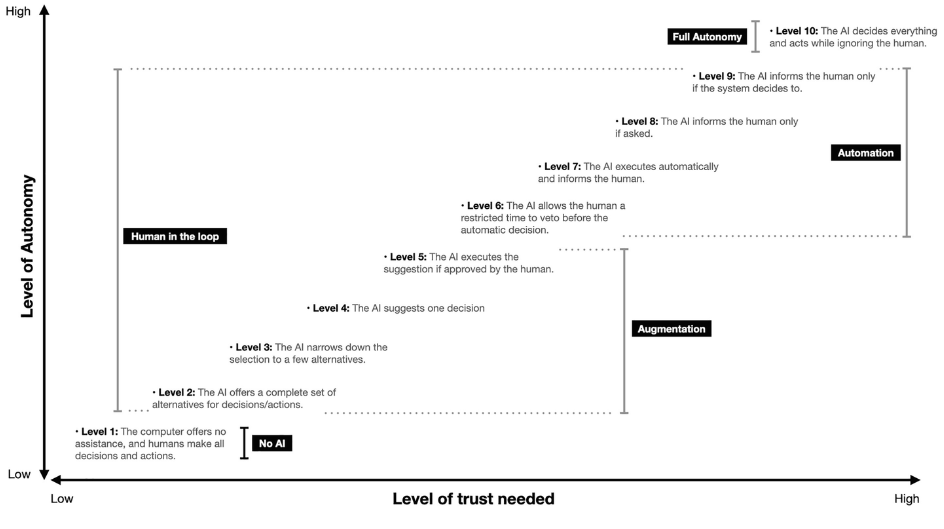 High
Full Autonomy
• Level 10: The AI decides everything
and acts while ignoring the human.
• Level 9: The AI informs the human only
if the system decides to.
• Level 8: The AI informs the human only
if asked.
Automation
• Level 7: The AI executes automatically
and informs the human.
• Level 6: The AI allows the human a
restricted time to veto before the
automatic decision.
Level of Autonomy
Human in the loop
• Level 5: The AI executes the
suggestion if approved by the human.
• Level 4: The AI suggests one decision
Augmentation
• Level 3: The AI narrows down the
selection to a few alternatives.
• Level 2: The AI offers a complete set of
alternatives for decisions/actions.
• Level 1: The computer offers no
assistance, and humans make all
decisions and actions.
No AI
Low
Low
Level of trust needed
High